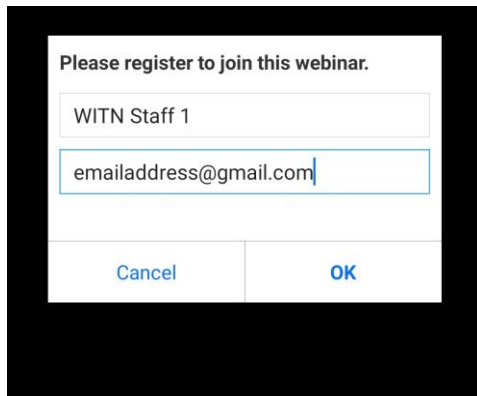 Please register to join this webinar.
WITN Staff 1
emailaddress@gmail.com
Cancel
OK